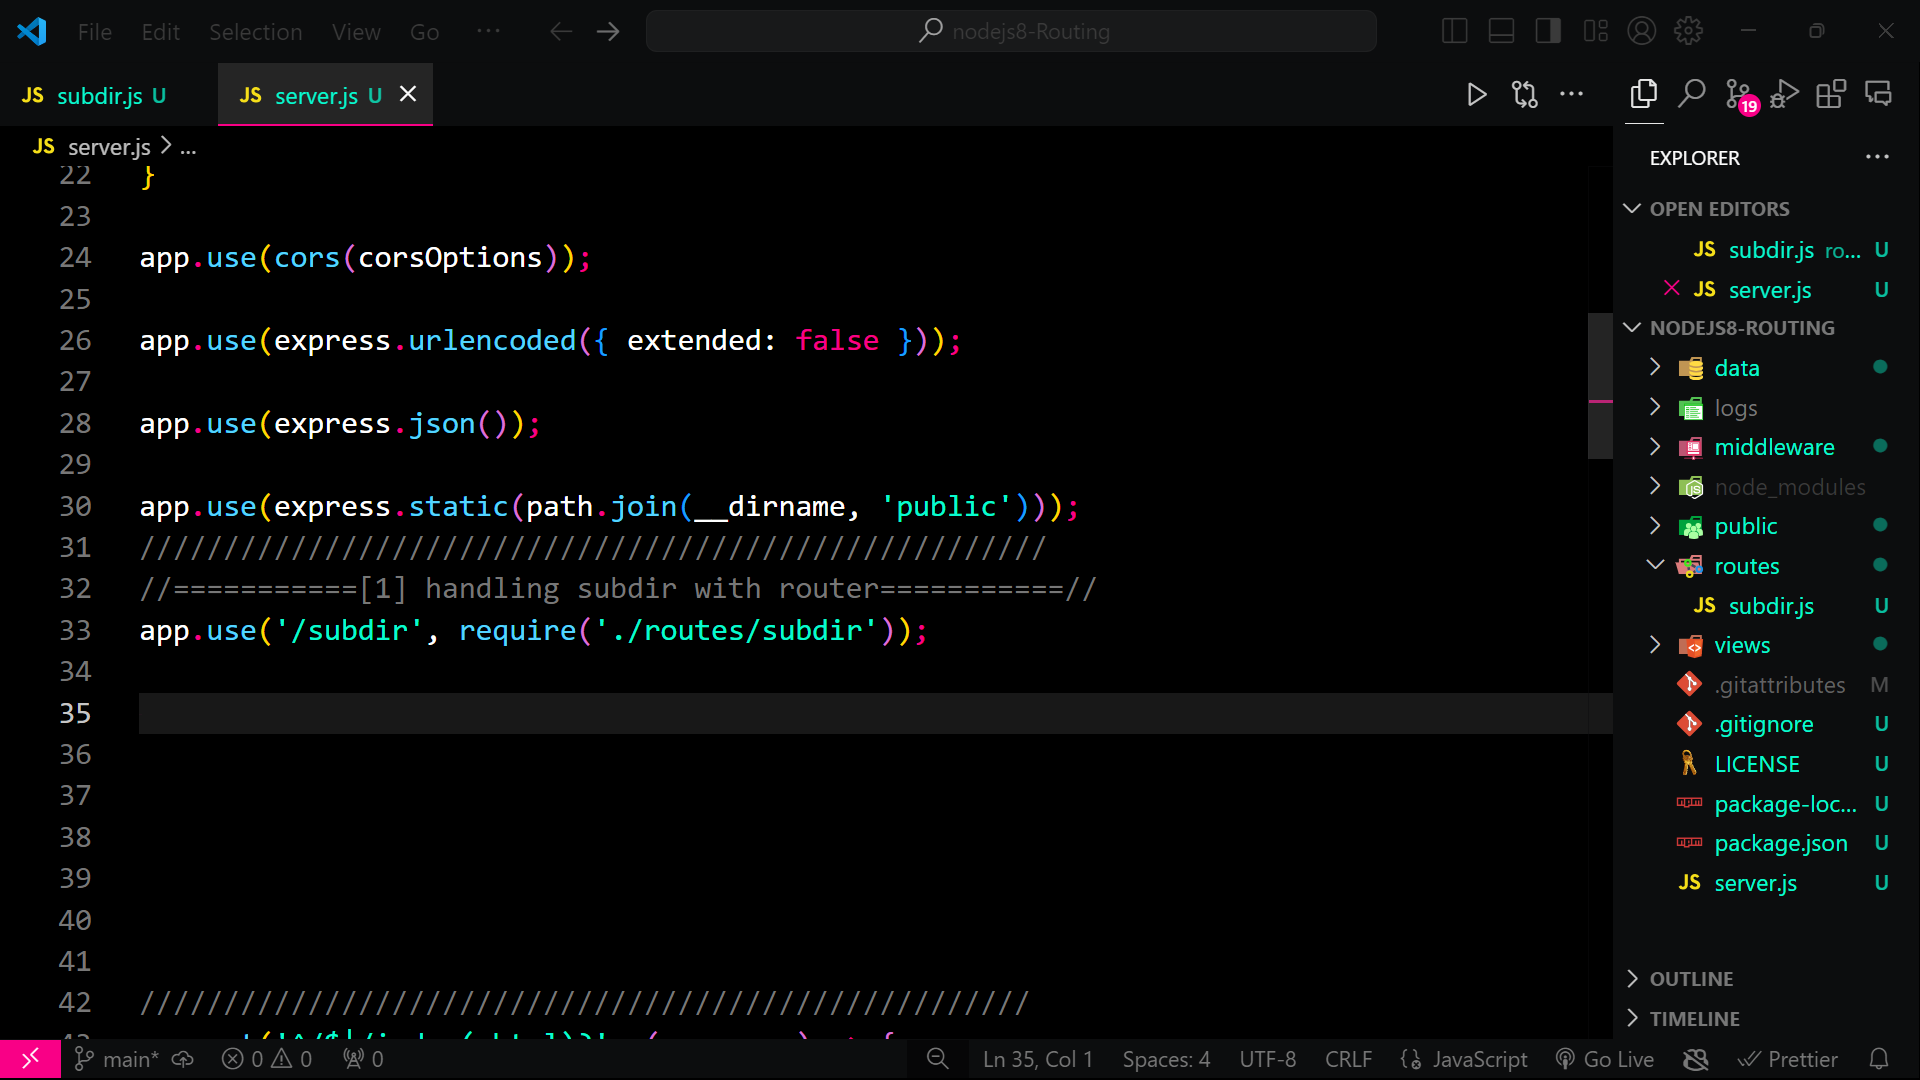 File Edit Selection View Go ... nodejs8-Routing
JS subdir.js U JS server.js U
JS server.js > ...
22 }
23
24 app.use(cors(corsOptions));
25
26 app.use(express.urlencoded({ extended: false }));
27
28 app.use(express.json());
29
30 app.use(express.static(path.join(__dirname, 'public')));
31 //////////////////////////////////////////////////////
32 //===========[1] handling subdir with router===========//
33 app.use('/subdir', require('./routes/subdir'));
34
35
36
37
38
39
40
41
42 /////////////////////////////////////////////////////
19
EXPLORER ...
OPEN EDITORS
JS subdir.js ro... U
JS server.js U
NODEJS8-ROUTING
data
logs
middleware
node_modules
public
routes
JS subdir.js U
views
.gitattributes M
.gitignore U
LICENSE U
package-loc... U
package.json U
JS server.js U
OUTLINE
TIMELINE
main* 0 0 0 Ln 35, Col 1 Spaces: 4 UTF-8 CRLF {} JavaScript Go Live Prettier